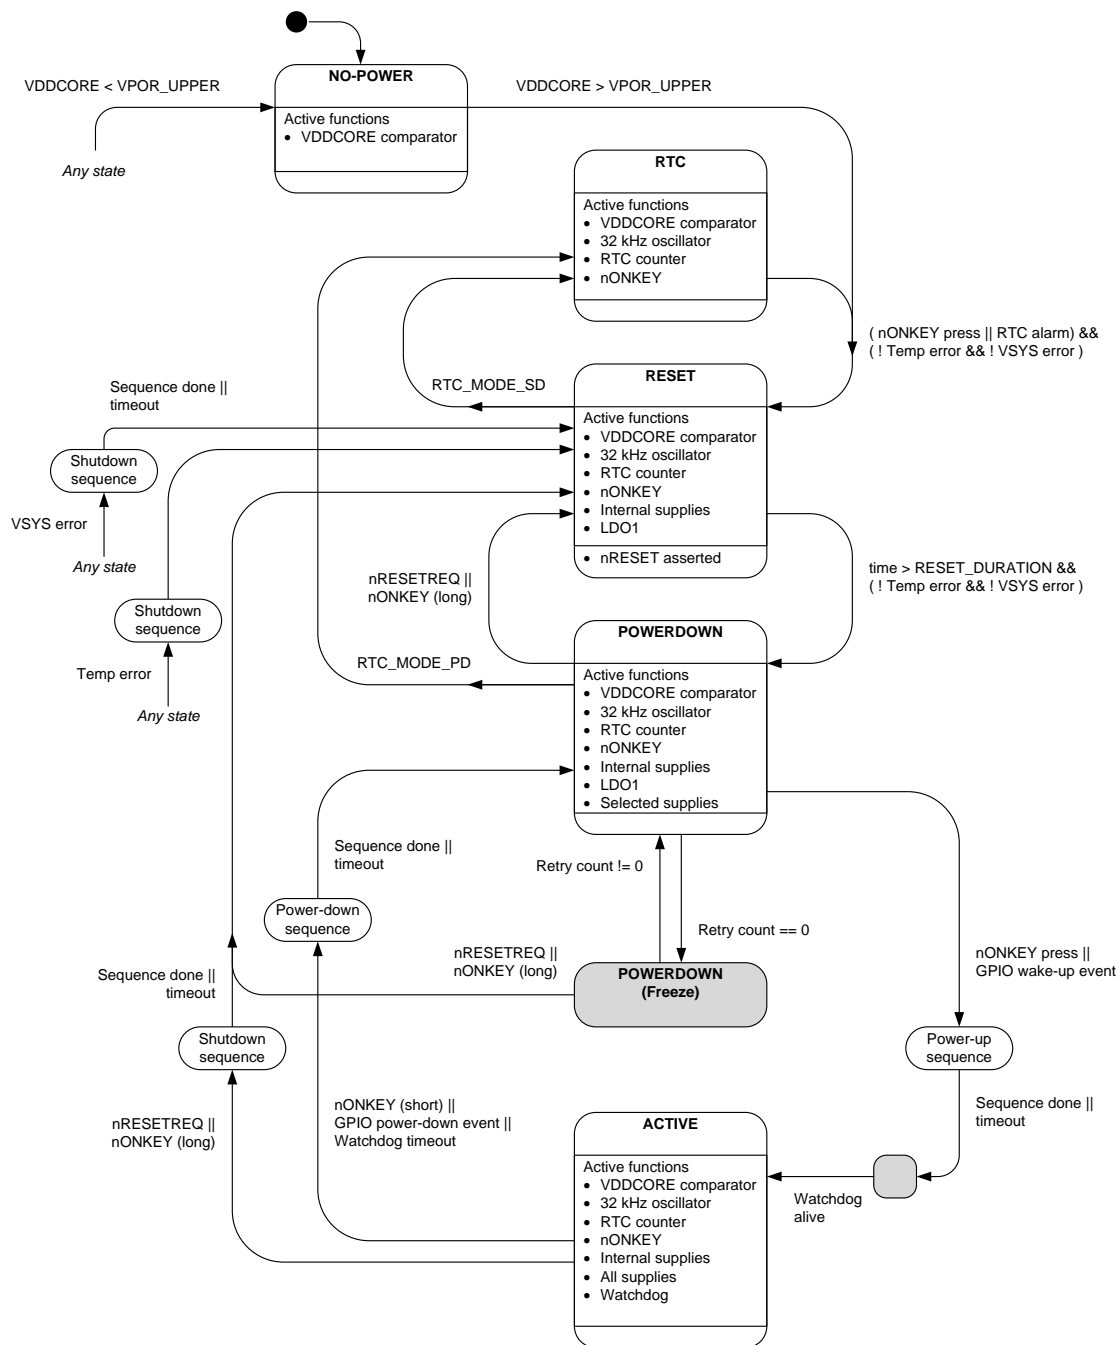 NO-POWER
VDDCORE < VPOR_UPPER
VDDCORE > VPOR_UPPER
Active functions
• VDDCORE comparator
Any state
RTC
Active functions
• VDDCORE comparator
• 32 kHz oscillator
• RTC counter
• nONKEY
( nONKEY press || RTC alarm) &&
( ! Temp error && ! VSYS error )
RESET
RTC_MODE_SD
Sequence done ||
timeout
Active functions
• VDDCORE comparator
• 32 kHz oscillator
• RTC counter
• nONKEY
• Internal supplies
• LDO1
• nRESET asserted
Shutdown
sequence
VSYS error
Any state
nRESETREQ ||
nONKEY (long)
time > RESET_DURATION &&
( ! Temp error && ! VSYS error )
Shutdown
sequence
Temp error
Any state
POWERDOWN
RTC_MODE_PD
Active functions
• VDDCORE comparator
• 32 kHz oscillator
• RTC counter
• nONKEY
• Internal supplies
• LDO1
• Selected supplies
Sequence done ||
timeout
Retry count != 0
Power-down
sequence
Retry count == 0
nRESETREQ ||
nONKEY (long)
nONKEY press ||
GPIO wake-up event
Sequence done ||
timeout
POWERDOWN
(Freeze)
Shutdown
sequence
Power-up
sequence
nRESETREQ ||
nONKEY (long)
nONKEY (short) ||
GPIO power-down event ||
Watchdog timeout
Sequence done ||
timeout
ACTIVE
Active functions
• VDDCORE comparator
• 32 kHz oscillator
• RTC counter
• nONKEY
• Internal supplies
• All supplies
• Watchdog
Watchdog
alive